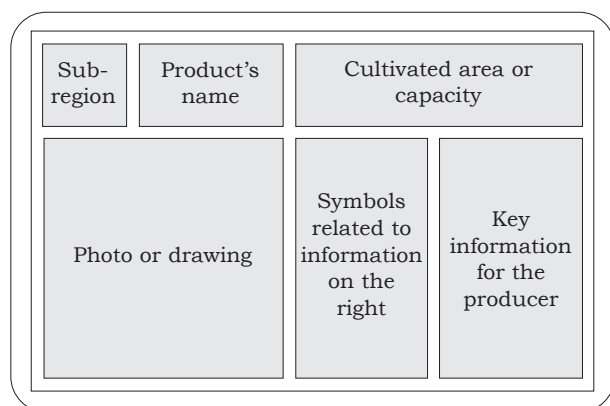 Sub-
region
Product's
name
Cultivated area or
capacity
Photo or drawing
Symbols
related to
information
on the
right
Key
information
for the
producer